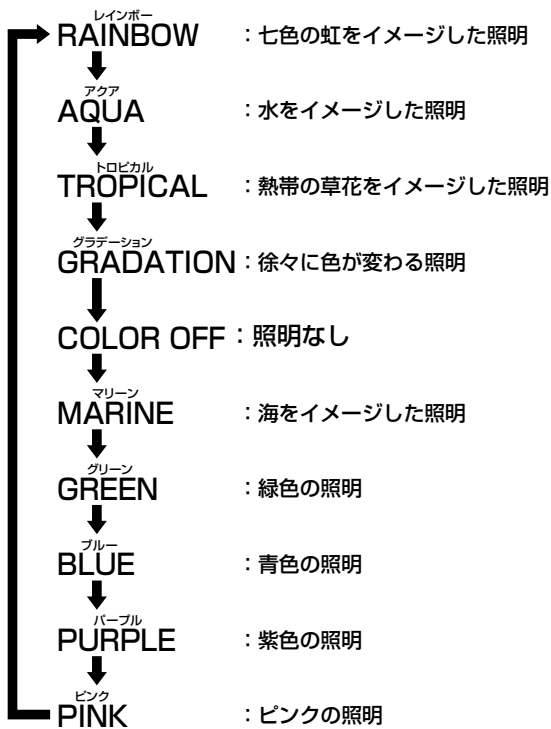 レインボー
RAINBOW ：七色の虹をイメージした照明
アクア
AQUA ：水をイメージした照明
トロピカル
TROPICAL ：熱帯の草花をイメージした照明
グラデーション
GRADATION：徐々に色が変わる照明
COLOR OFF：照明なし
マリーン
MARINE ：海をイメージした照明
グリーン
GREEN ：緑色の照明
ブルー
BLUE ：青色の照明
パープル
PURPLE ：紫色の照明
ピンク
PINK ：ピンクの照明